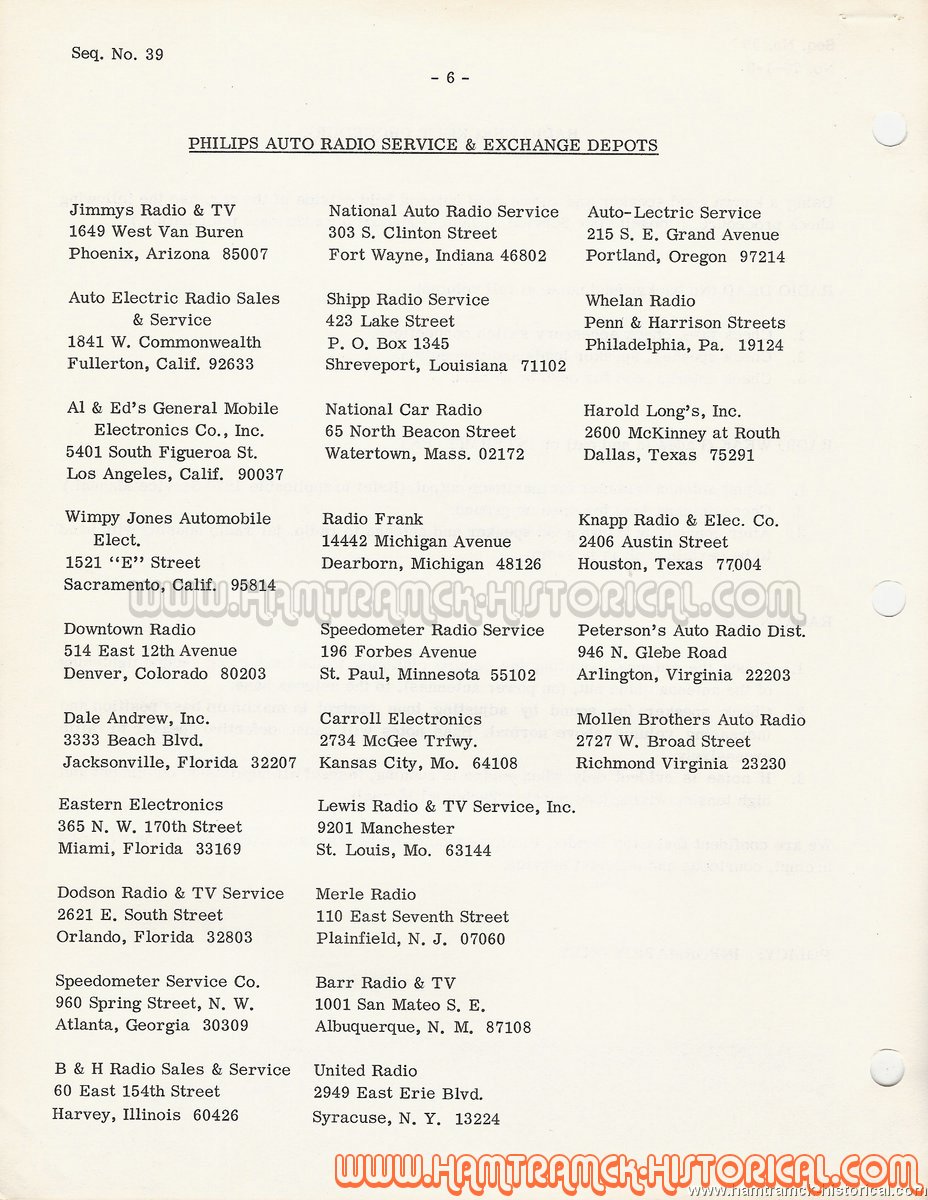 Seq. No. 39
- 6 -
PHILIPS AUTO RADIO SERVICE & EXCHANGE DEPOTS
Jimmys Radio & TV
1649 West Van Buren
Phoenix, Arizona 85007
Auto Electric Radio Sales
& Service
1841 W. Commonwealth
Fullerton, Calif. 92633
Al & Ed's General Mobile
Electronics Co., Inc.
5401 South Figueroa St.
Los Angeles, Calif. 90037
Wimpy Jones Automobile
Elect.
1521 "E" Street
Sacramento, Calif. 95814
Downtown Radio
514 East 12th Avenue
Denver, Colorado 80203
Dale Andrew, Inc.
3333 Beach Blvd.
Jacksonville, Florida 32207
Eastern Electronics
365 N. W. 170th Street
Miami, Florida 33169
Dodson Radio & TV Service
2621 E. South Street
Orlando, Florida 32803
Speedometer Service Co.
960 Spring Street, N. W.
Atlanta, Georgia 30309
B & H Radio Sales & Service
60 East 154th Street
Harvey, Illinois 60426
National Auto Radio Service
303 S. Clinton Street
Fort Wayne, Indiana 46802
Shipp Radio Service
423 Lake Street
P. O. Box 1345
Shreveport, Louisiana 71102
National Car Radio
65 North Beacon Street
Watertown, Mass. 02172
Radio Frank
14442 Michigan Avenue
Dearborn, Michigan 48126
Speedometer Radio Service
196 Forbes Avenue
St. Paul, Minnesota 55102
Carroll Electronics
2734 McGee Trfwy.
Kansas City, Mo. 64108
Lewis Radio & TV Service, Inc.
9201 Manchester
St. Louis, Mo. 63144
Merle Radio
110 East Seventh Street
Plainfield, N. J. 07060
Barr Radio & TV
1001 San Mateo S. E.
Albuquerque, N. M. 87108
United Radio
2949 East Erie Blvd.
Syracuse, N. Y. 13224
Auto-Lectric Service
215 S. E. Grand Avenue
Portland, Oregon 97214
Whelan Radio
Penn & Harrison Streets
Philadelphia, Pa. 19124
Harold Long's, Inc.
2600 McKinney at Routh
Dallas, Texas 75291
Knapp Radio & Elec. Co.
2406 Austin Street
Houston, Texas 77004
Peterson's Auto Radio Dist.
946 N. Glebe Road
Arlington, Virginia 22203
Mollen Brothers Auto Radio
2727 W. Broad Street
Richmond Virginia 23230
www.Hamtramck-Historical.com
www.Hamtramck-Historical.com
www.hamtramck-historical.com